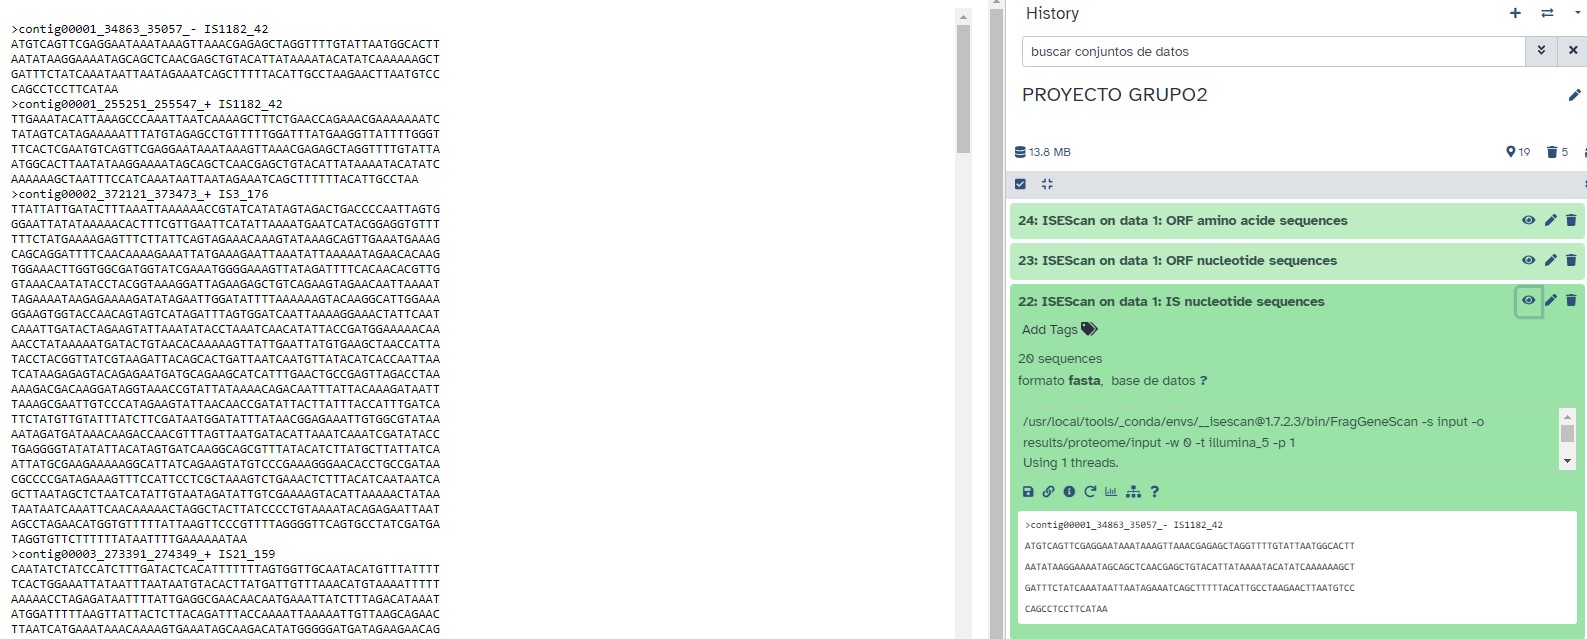 >contig00001_34863_35057_- IS1182_42
ATGTCAGTTCGAGGAATAAATAAAGTTAAACGAGAGCTAGGTTTTGTATTAATGGCACTT
AATATAAGGAAAATAGCAGCTCAACGAGCTGTACATTATAAAATACATATCAAAAAAGCT
GATTTCTATCAAATAATTAATAGAAATCAGCTTTTTACATTGCCTAAGAACTTAATGTCC
CAGCCTCCTTCATAA
>contig00001_255251_255547_+ IS1182_42
TTGAAATACATTAAAGCCCAAATTAATCAAAAGCTTTCTGAACCAGAAACGAAAAAAATC
TATAGTCATAGAAAAATTTATGTAGAGCCTGTTTTTGGATTTATGAAGGTTATTTTGGGT
TTCACTCGAATGTCAGTTCGAGGAATAAATAAAGTTAAACGAGAGCTAGGTTTTGTATTA
ATGGCACTTAATATAAGGAAAATAGCAGCTCAACGAGCTGTACATTATAAAATACATATC
AAAAAAGCTAATTTCCATCAAATAATTAATAGAAATCAGCTTTTTTACATTGCCTAA
>contig00002_372121_373473_+ IS3_176
TTATTATTGATACTTTAAATTAAAAAACCGTATCATATAGTAGACTGACCCCAATTAGTG
GGAATTATATAAAAACACTTTCGTTGAATTCATATTAAAATGAATCATACGGAGGTGTTT
TTTCTATGAAAAGAGTTTCTTATTCAGTAGAAACAAAGTATAAAGCAGTTGAAATGAAAG
CAGCAGGATTTTCAACAAAAGAAATTATGAAAGAATTAAATATTAAAAATAGAACACAAG
TGGAAACTTGGTGGCGATGGTATCGAAATGGGGAAAGTTATAGATTTTCACAACACGTTG
GTAAACAATATACCTACGGTAAAGGATTAGAAGAGCTGTCAGAAGTAGAACAATTAAAAT
TAGAAAATAAGAGAAAAGATATAGAATTGGATATTTTAAAAAAGTACAAGGCATTGGAAA
GGAAGTGGTACCAACAGTAGTCATAGATTTAGTGGATCAATTAAAAGGAAACTATTCAAT
CAAATTGATACTAGAAGTATTAAATATACCTAAATCAACATATTACCGATGGAAAAACAA
AACCTATAAAAATGATACTGTAACACAAAAAGTTATTGAATTATGTGAAGCTAACCATTA
TACCTACGGTTATCGTAAGATTACAGCACTGATTAATCAATGTTATACATCACCAATTAA
TCATAAGAGAGTACAGAGAATGATGCAGAAGCATCATTTGAACTGCCGAGTTAGACCTAA
AAAGACGACAAGGATAGGTAAACCGTATTATAAAACAGACAATTTATTACAAAGATAATT
TAAAGCGAATTGTCCCATAGAAGTATTAACAACCGATATTACTTATTTACCATTTGATCA
TTCTATGTTGTATTTATCTTCGATAATGGATATTTATAACGGAGAAATTGTGGCGTATAA
AATAGATGATAAACAAGACCAACGTTTAGTTAATGATACATTAAATCAAATCGATATACC
TGAGGGGTATATATTACATAGTGATCAAGGCAGCGTTTATACATCTTATGCTTATTATCA
ATTATGCGAAGAAAAAGGCATTATCAGAAGTATGTCCCGAAAGGGAACACCTGCCGATAA
CGCCCCGATAGAAAGTTTCCATTCCTCGCTAAAGTCTGAAACTCTTTACATCAATAATCA
GCTTAATAGCTCTAATCATATTGTAATAGATATTGTCGAAAAGTACATTAAAAACTATAA
TAATAATCAAATTCAACAAAAACTAGGCTACTTATCCCCTGTAAAATACAGAGAATTAAT
AGCCTAGAACATGGTGTTTTTATTAAGTTCCCGTTTTAGGGGTTCAGTGCCTATCGATGA
TAGGTGTTCTTTTTTATAATTTTGAAAAAATAA
>contig00003_273391_274349_+ IS21_159
CAATATCTATCCATCTTTGATACTCACATTTTTTTAGTGGTTGCAATACATGTTTATTTT
TCACTGGAAATTATAATTTAATAATGTACACTTATGATTGTTTAAACATGTAAAATTTTT
AAAAACCTAGAGATAATTTTATTGAGGCGAACAACAATGAAATTATCTTTAGATACTAAAT
ATGGATTTTTAAGTTATTACTCTTACAGATTTACCAAAATTAAAAATTGTTAAGCAGAAC
TTAATCATGAAATAAACAAAAGTGAAATAGCAAGACATATGGGGGATGATAGAAGAACAG
History
buscar conjuntos de datos
PROYECTO GRUPO2
13.8 MB
19
5
24: ISEScan on data 1: ORF amino acide sequences
23: ISEScan on data 1: ORF nucleotide sequences
22: ISEScan on data 1: IS nucleotide sequences
Add Tags
20 sequences
formato fasta, base de datos ?
/usr/local/tools/_conda/envs/__isescan@1.7.2.3/bin/FragGeneScan -s input -o
results/proteome/input -w 0 -t illumina_5 -p 1
Using 1 threads.
>contig00001_34863_35057_- IS1182_42
ATGTCAGTTCGAGGAATAAATAAAGTTAAACGAGAGCTAGGTTTTGTATTAATGGCACTT
AATATAAGGAAAATAGCAGCTCAACGAGCTGTACATTATAAAATACATATCAAAAAAGCT
GATTTCTATCAAATAATTAATAGAAATCAGCTTTTTACATTGCCTAAGAACTTAATGTCC
CAGCCTCCTTCATAA